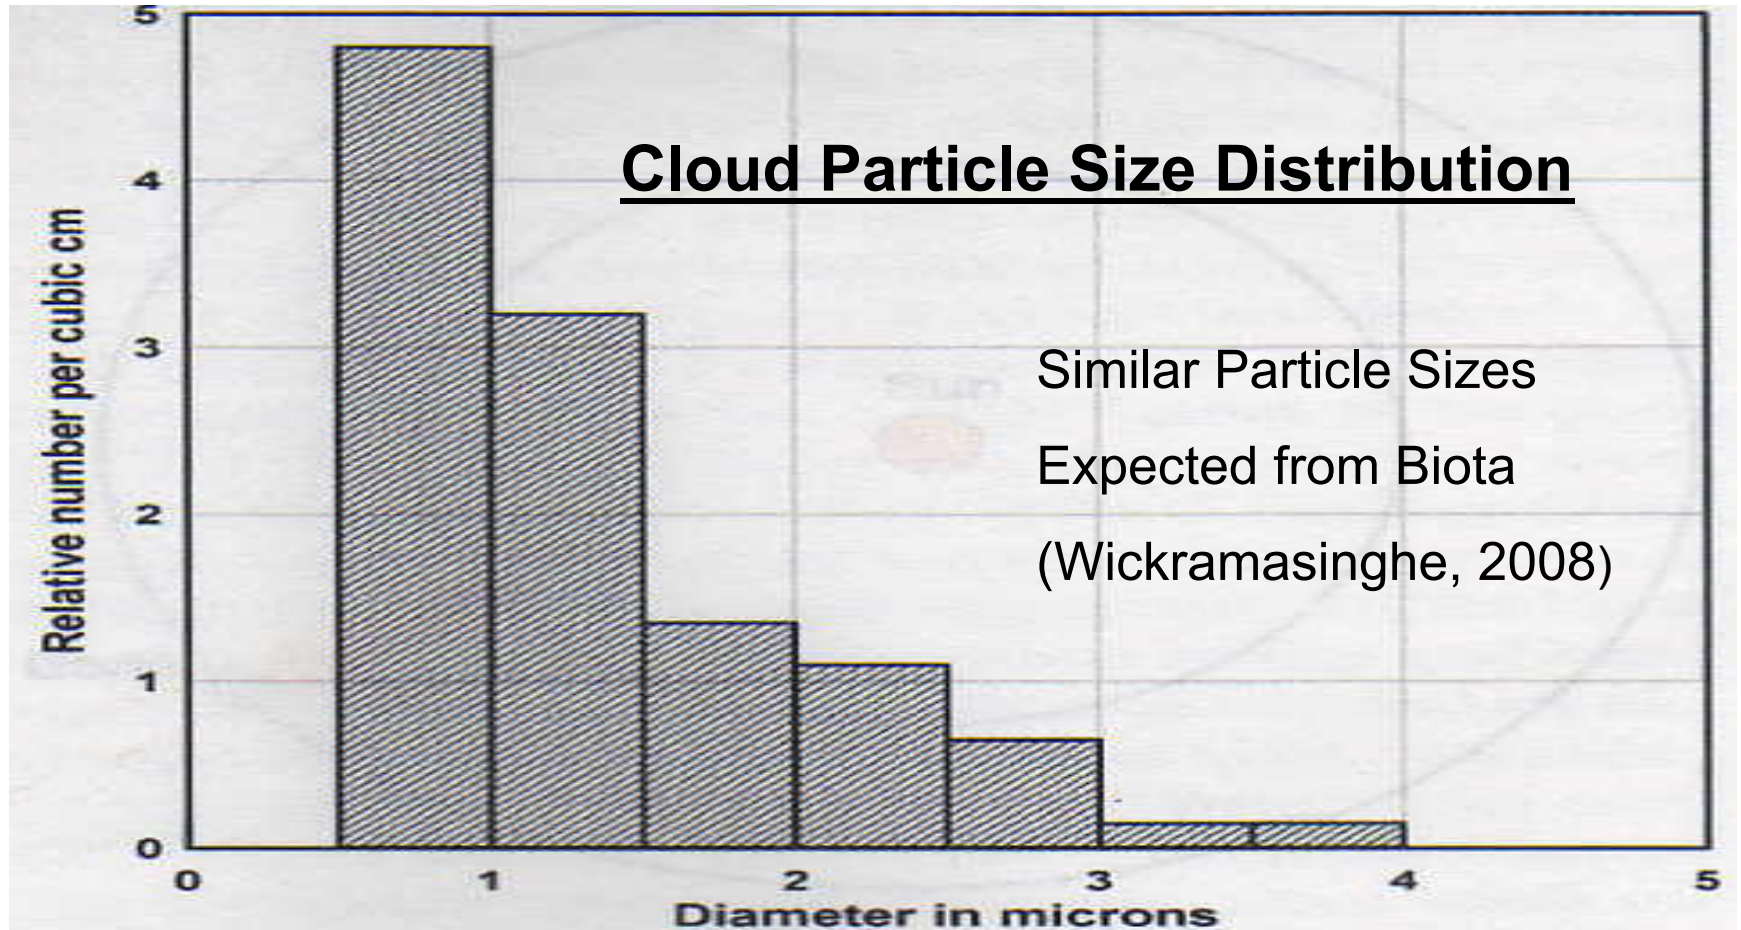 Cloud Particle Size Distribution
Similar Particle Sizes
Expected from Biota
(Wickramasinghe, 2008)
Relative number per cubic cm
5
4
3
2
1
0
0 1 2 3 4 5
Diameter in microns
Sun